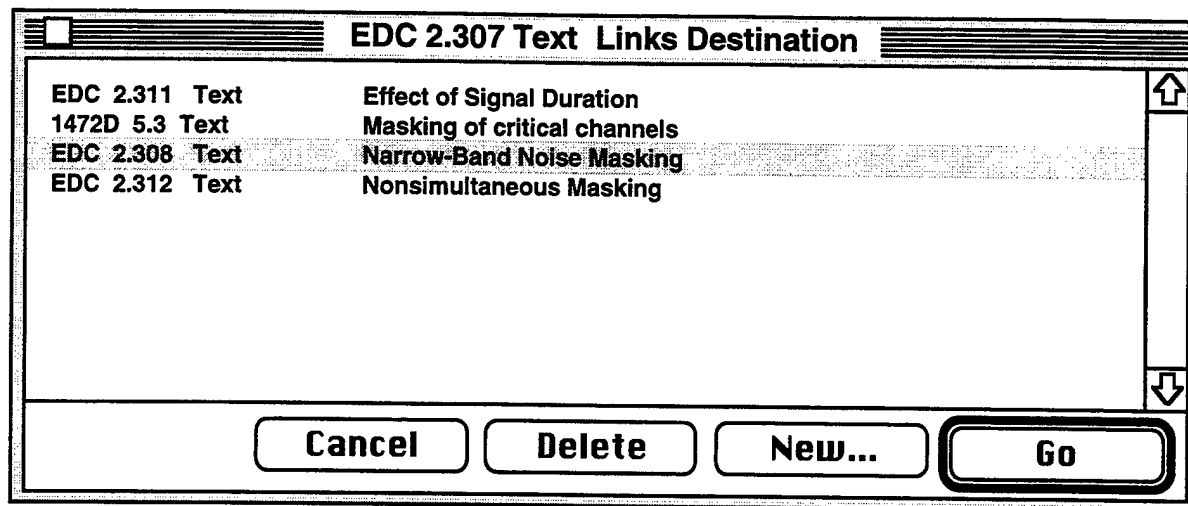 EDC 2.307 Text Links Destination
EDC 2.311 Text Effect of Signal Duration
1472D 5.3 Text Masking of critical channels
EDC 2.308 Text Narrow-Band Noise Masking
EDC 2.312 Text Nonsimultaneous Masking
Cancel Delete New... Go